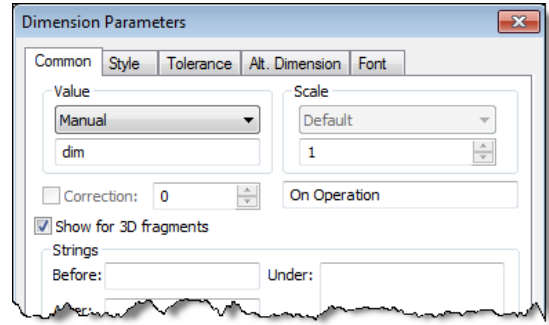 Dimension Parameters
Common Style Tolerance Alt. Dimension Font
Value Scale
Manual Default
dim 1
Correction: 0 On Operation
Show for 3D fragments
Strings
Before: Under: